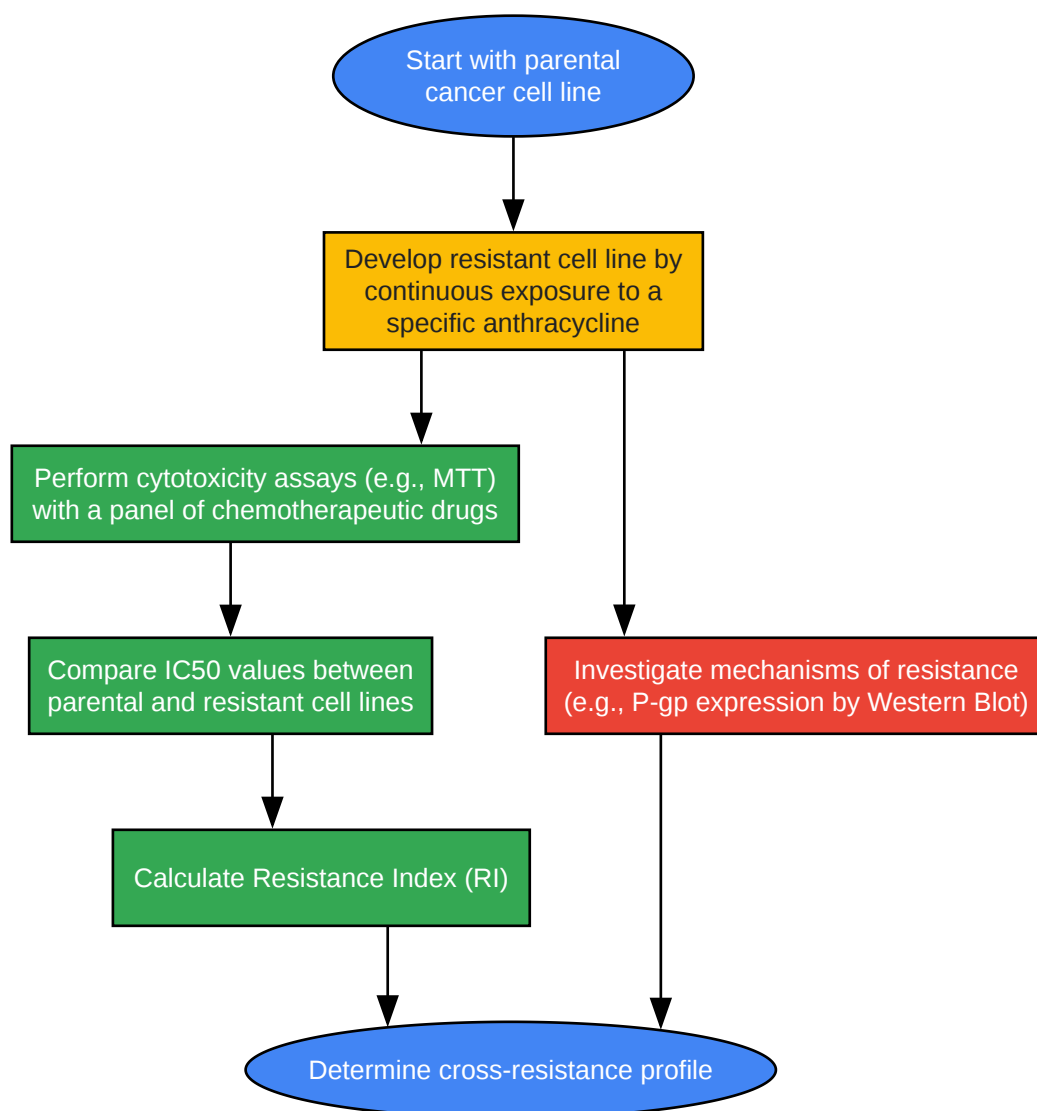 Start with parental
cancer cell line
Develop resistant cell line by
continuous exposure to a
specific anthracycline
Perform cytotoxicity assays (e.g., MTT)
with a panel of chemotherapeutic drugs
Compare IC50 values between
parental and resistant cell lines
Investigate mechanisms of resistance
(e.g., P-gp expression by Western Blot)
Calculate Resistance Index (RI)
Determine cross-resistance profile